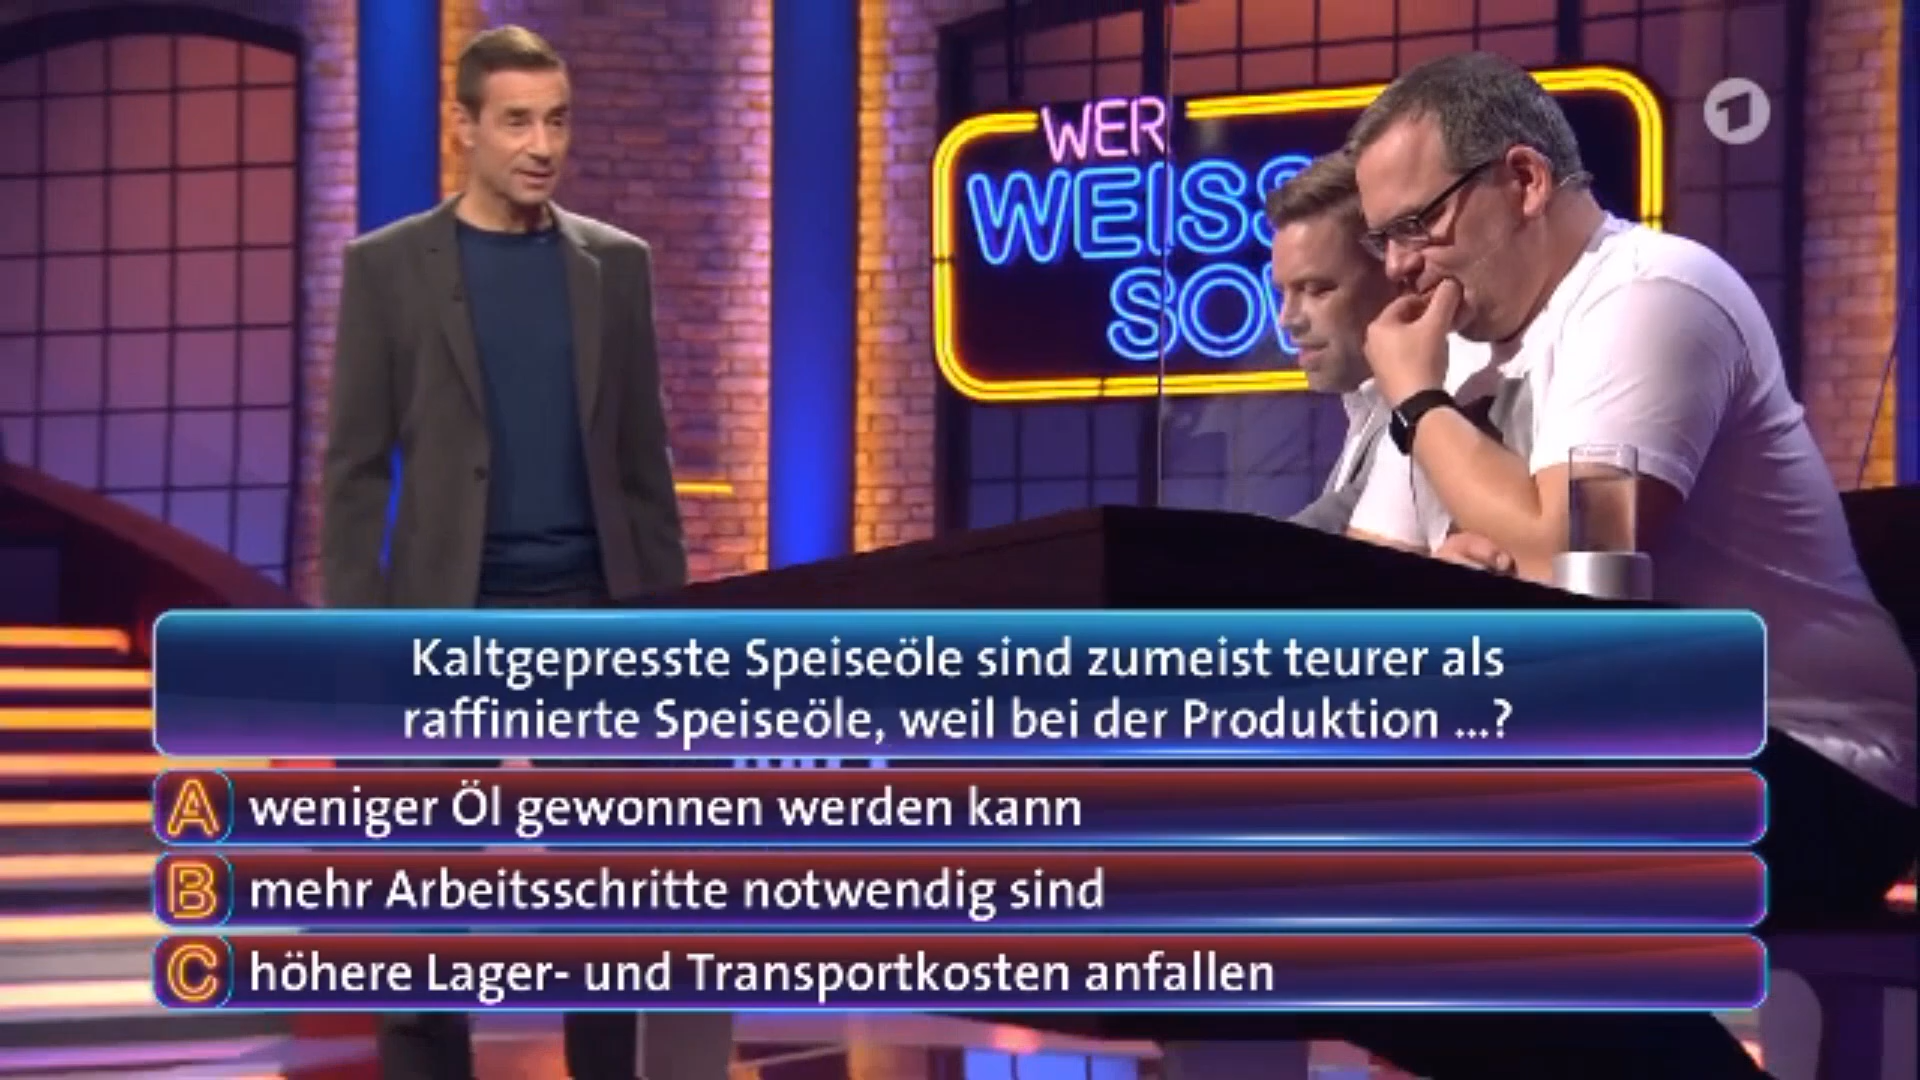 WER
WEISS
SO
Kaltgepresste Speiseöle sind zumeist teurer als
raffinierte Speiseöle, weil bei der Produktion ...?
A weniger Öl gewonnen werden kann
B mehr Arbeitsschritte notwendig sind
C höhere Lager- und Transportkosten anfallen